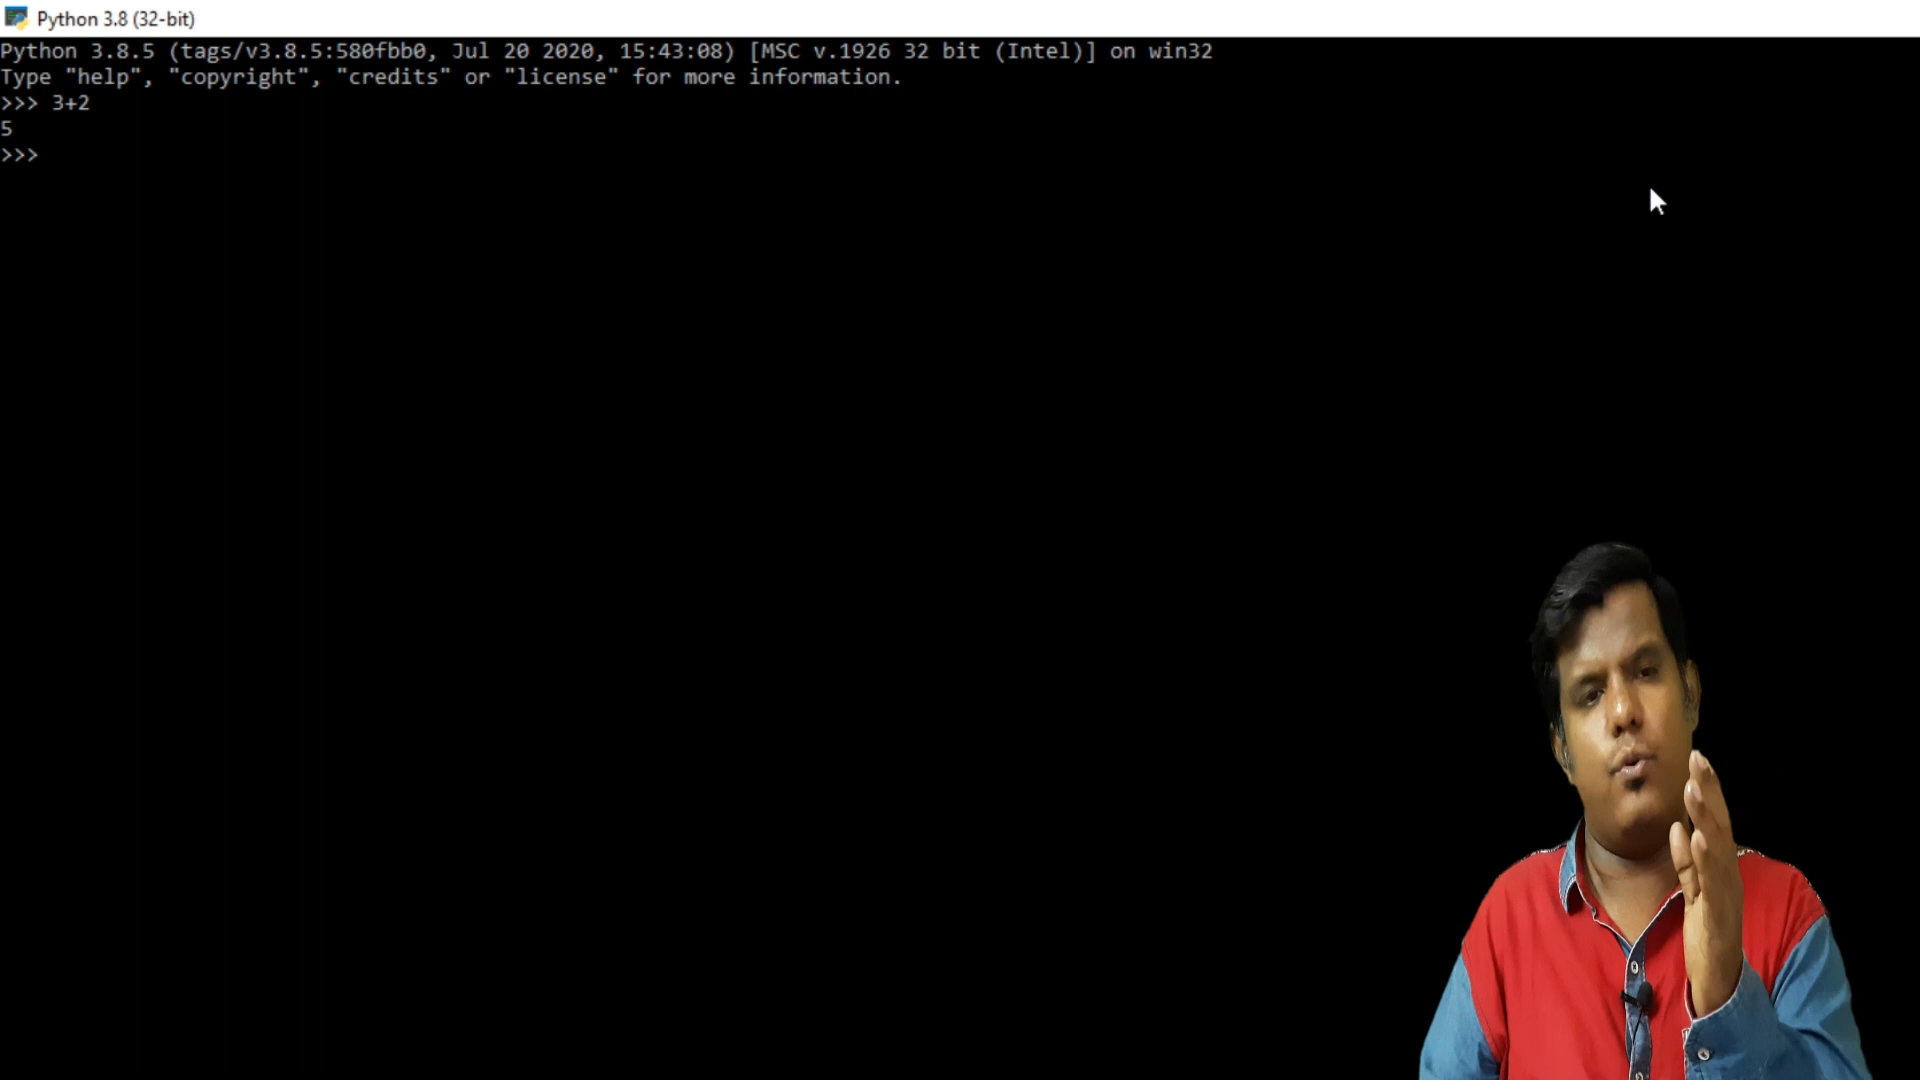 Python 3.8 (32-bit)
Python 3.8.5 (tags/v3.8.5:580fbb0, Jul 20 2020, 15:43:08) [MSC v.1926 32 bit (Intel)] on win32
Type "help", "copyright", "credits" or "license" for more information.
>>> 3+2
5
>>>